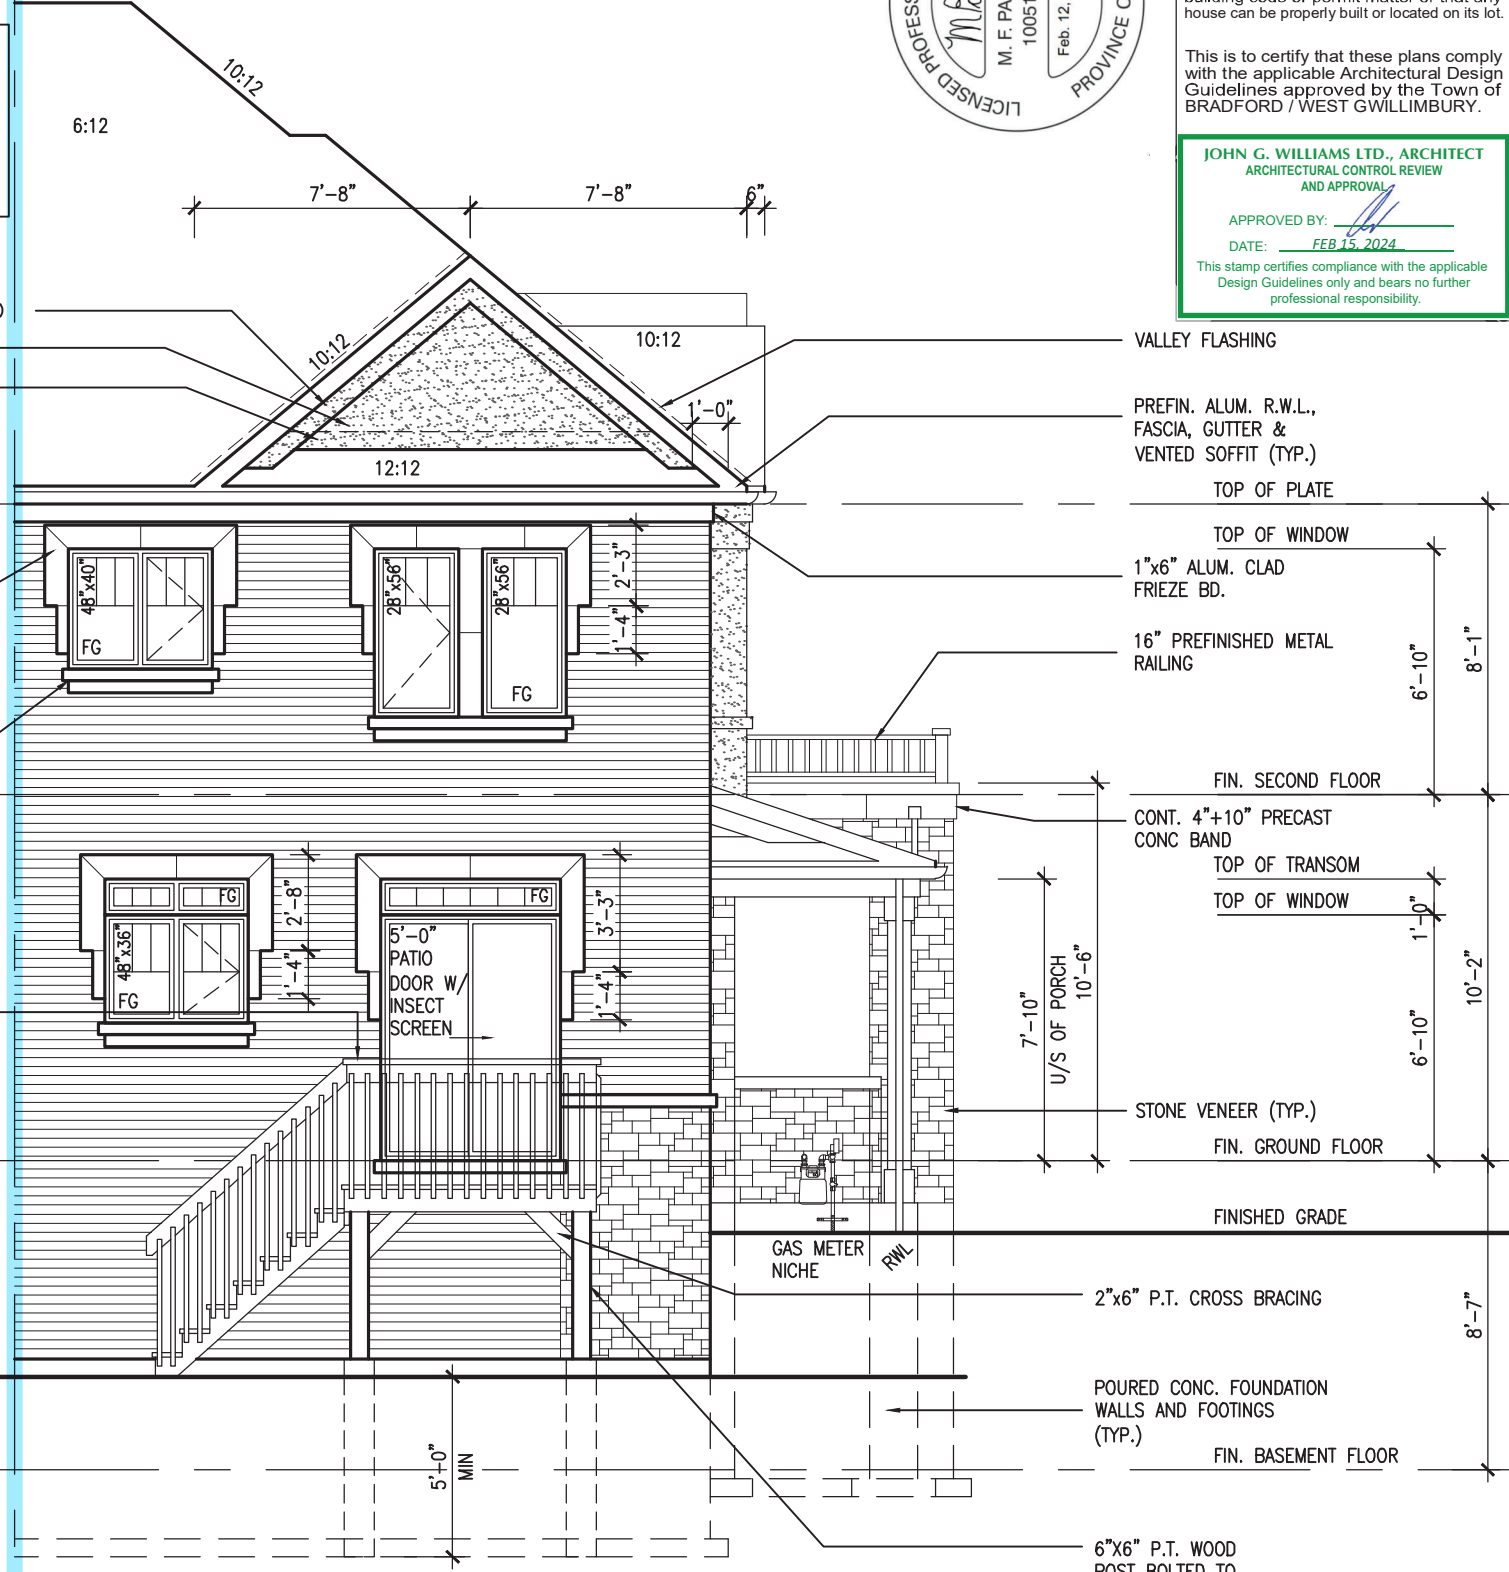 house can be properly built or located on its lot.
This is to certify that these plans comply
with the applicable Architectural Design
Guidelines approved by the Town of
BRADFORD / WEST GWILLIMBURY.
JOHN G. WILLIAMS LTD., ARCHITECT
ARCHITECTURAL CONTROL REVIEW
AND APPROVAL
APPROVED BY:
DATE: FEB 15, 2024
This stamp certifies compliance with the applicable
Design Guidelines only and bears no further
professional responsibility.
LICENSED PROFESS
M. F. PA
10051
Feb. 12,
PROVINCE O
10:12
6:12
7'-8"
7'-8"
6"
10:12
10:12
1'-0"
12:12
VALLEY FLASHING
PREFIN. ALUM. R.W.L.,
FASCIA, GUTTER &
VENTED SOFFIT (TYP.)
TOP OF PLATE
TOP OF WINDOW
1"x6" ALUM. CLAD
FRIEZE BD.
16" PREFINISHED METAL
RAILING
6'-10"
8'-1"
48"x40"
FG
28"x56"
28"x56"
FG
2'-3"
1'-4"
FIN. SECOND FLOOR
CONT. 4"+10" PRECAST
CONC BAND
TOP OF TRANSOM
TOP OF WINDOW
1'-0"
10'-2"
6'-10"
FG
48"x36"
FG
2'-8"
1'-4"
FG
5'-0"
PATIO
DOOR W/
INSECT
SCREEN
3'-3"
1'-4"
7'-10"
U/S OF PORCH
10'-6"
STONE VENEER (TYP.)
FIN. GROUND FLOOR
FINISHED GRADE
GAS METER
NICHE
RWL
2"x6" P.T. CROSS BRACING
8'-7"
POURED CONC. FOUNDATION
WALLS AND FOOTINGS
(TYP.)
FIN. BASEMENT FLOOR
5'-0"
MIN
6"X6" P.T. WOOD
POST BOLTED TO